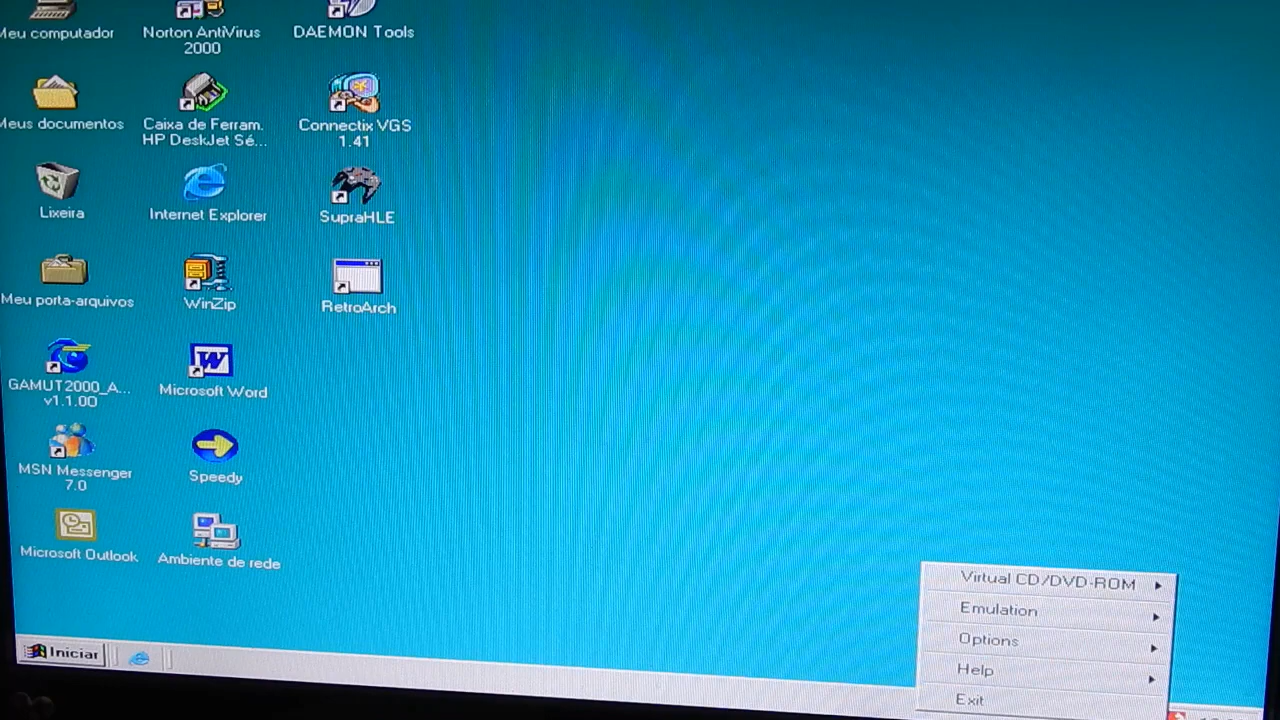 Meu computador
Norton AntiVirus
2000
DAEMON Tools
Meus documentos
Caixa de Ferram.
HP DeskJet Sé...
Connectix VGS
1.41
Lixeira
Internet Explorer
SupraHLE
Meu porta-arquivos
WinZip
RetroArch
GAMUT2000_A...
v1.1.00
Microsoft Word
MSN Messenger
7.0
Speedy
Microsoft Outlook
Ambiente de rede
Virtual CD/DVD-ROM
Emulation
Options
Help
Exit
Iniciar